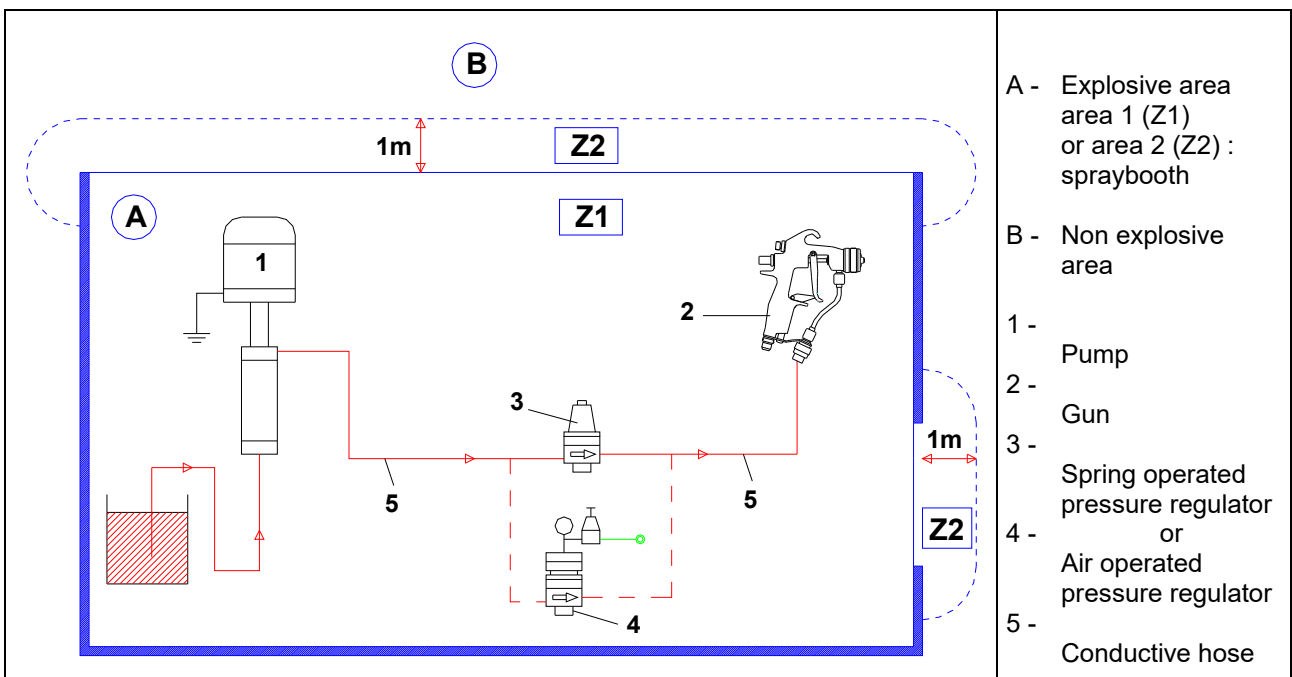 B
1m
Z2
A
Z1
1
2
3
5
5
4
1m
Z2
A - Explosive area
area 1 (Z1)
or area 2 (Z2) :
spraybooth
B - Non explosive
area
1 -
Pump
2 -
Gun
3 -
Spring operated
pressure regulator
4 - or
Air operated
pressure regulator
5 -
Conductive hose